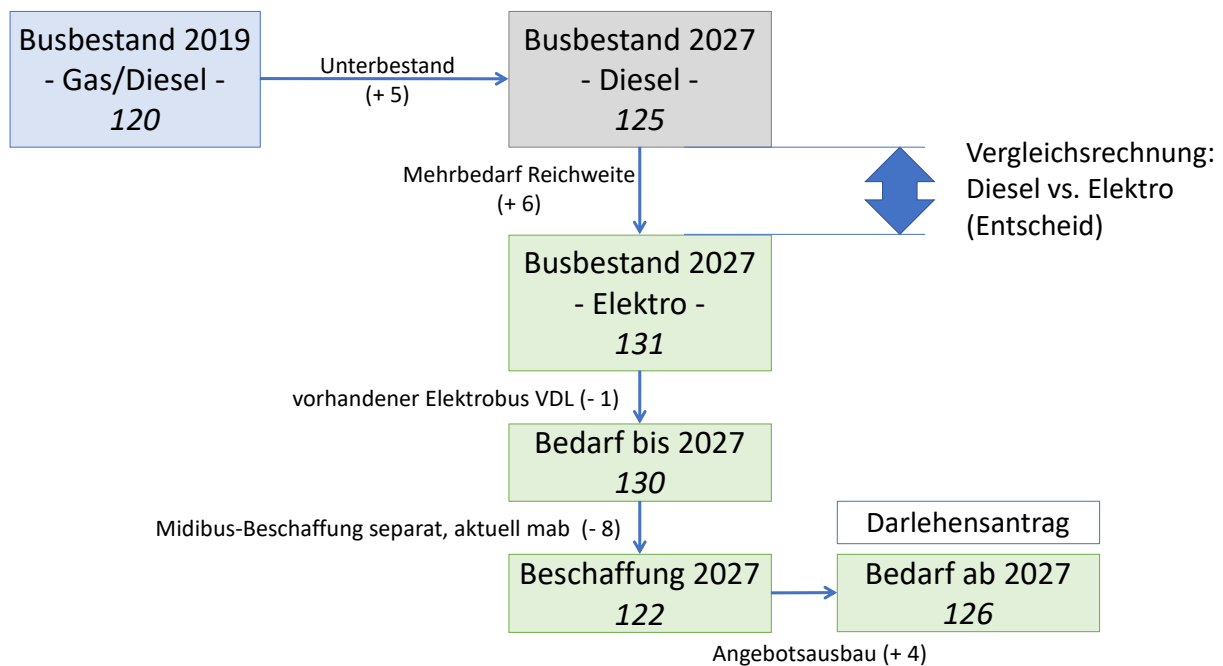 Busbestand 2019
- Gas/Diesel -
120
Unterbestand
(+ 5)
Busbestand 2027
- Diesel -
125
Mehrbedarf Reichweite
(+ 6)
Vergleichsrechnung:
Diesel vs. Elektro
(Entscheid)
Busbestand 2027
- Elektro -
131
vorhandener Elektrobus VDL (- 1)
Bedarf bis 2027
130
Midibus-Beschaffung separat, aktuell mab  (- 8)
Darlehensantrag
Beschaffung 2027
122
Bedarf ab 2027
126
Angebotsausbau (+ 4)